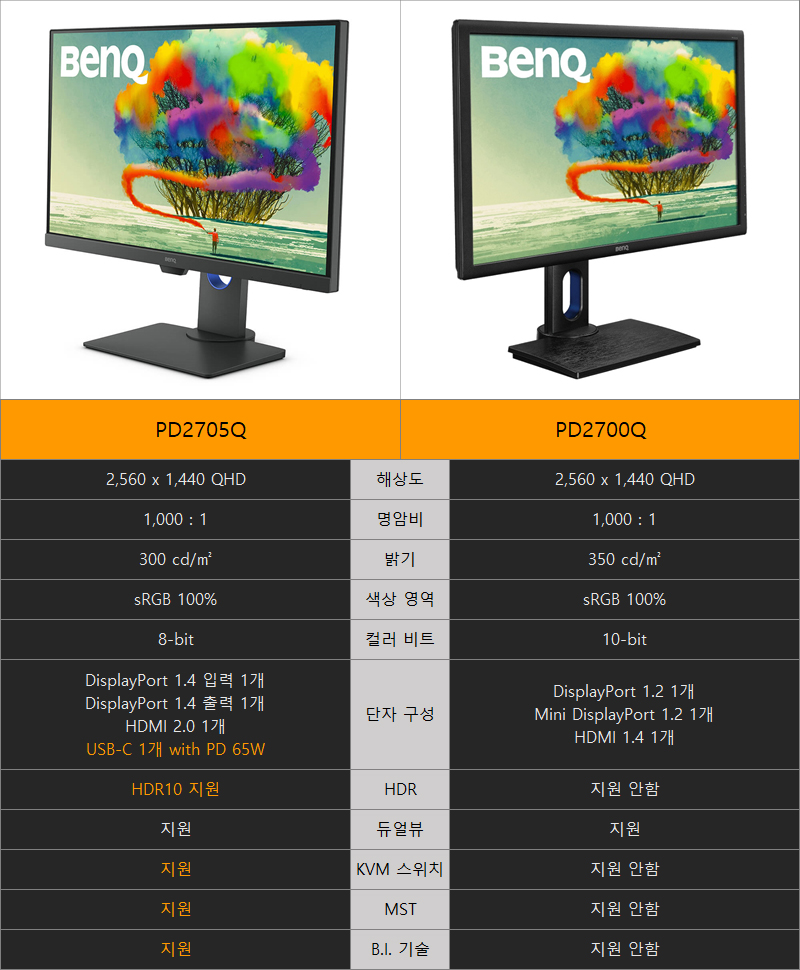 BenQ
BenQ
BenQ
BenQ
PD2705Q
PD2700Q
2,560 x 1,440 QHD
해상도
2,560 x 1,440 QHD
1,000 : 1
명암비
1,000 : 1
300 cd/㎡
밝기
350 cd/㎡
sRGB 100%
색상 영역
sRGB 100%
8-bit
컬러 비트
10-bit
DisplayPort 1.4 입력 1개
DisplayPort 1.4 출력 1개
HDMI 2.0 1개
USB-C 1개 with PD 65W
단자 구성
DisplayPort 1.2 1개
Mini DisplayPort 1.2 1개
HDMI 1.4 1개
HDR10 지원
HDR
지원 안함
지원
듀얼뷰
지원
지원
KVM 스위치
지원 안함
지원
MST
지원 안함
지원
B.I. 기술
지원 안함